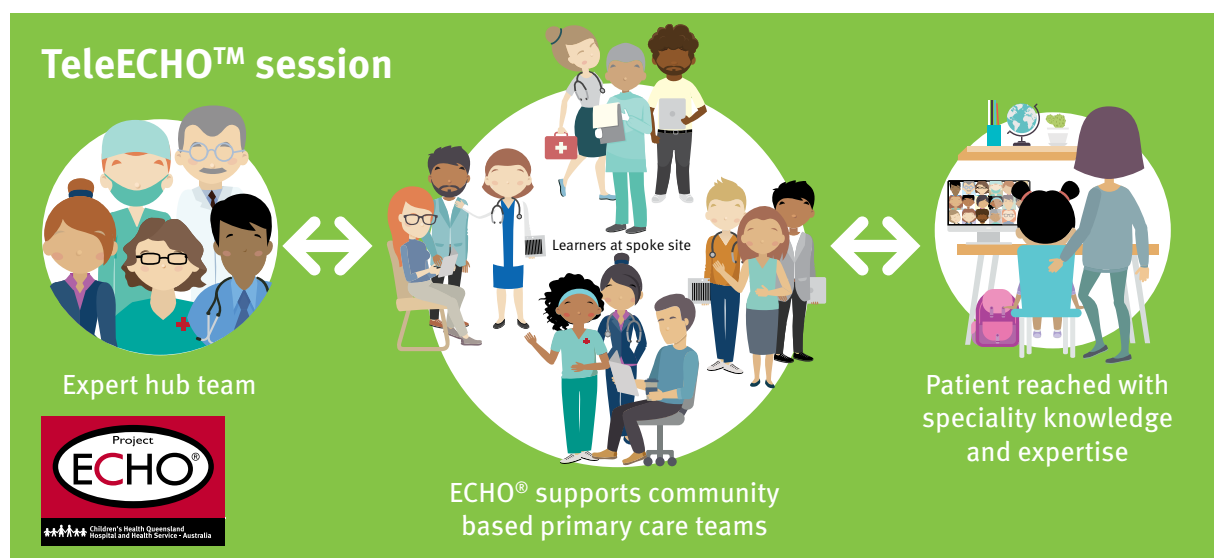 TeleECHO™ session
Learners at spoke site
Expert hub team
Patient reached with
speciality knowledge
and expertise
ECHO® supports community
based primary care teams
Project
ECHO®
Children's Health Queensland
Hospital and Health Service - Australia